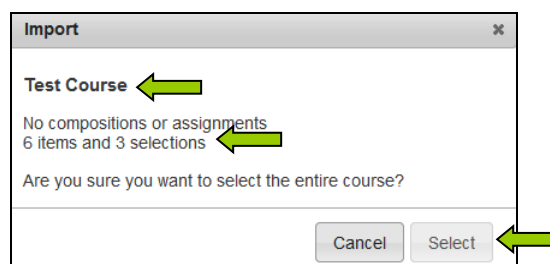 Import ×
Test Course
No compositions or assignments
6 items and 3 selections
Are you sure you want to select the entire course?
Cancel Select